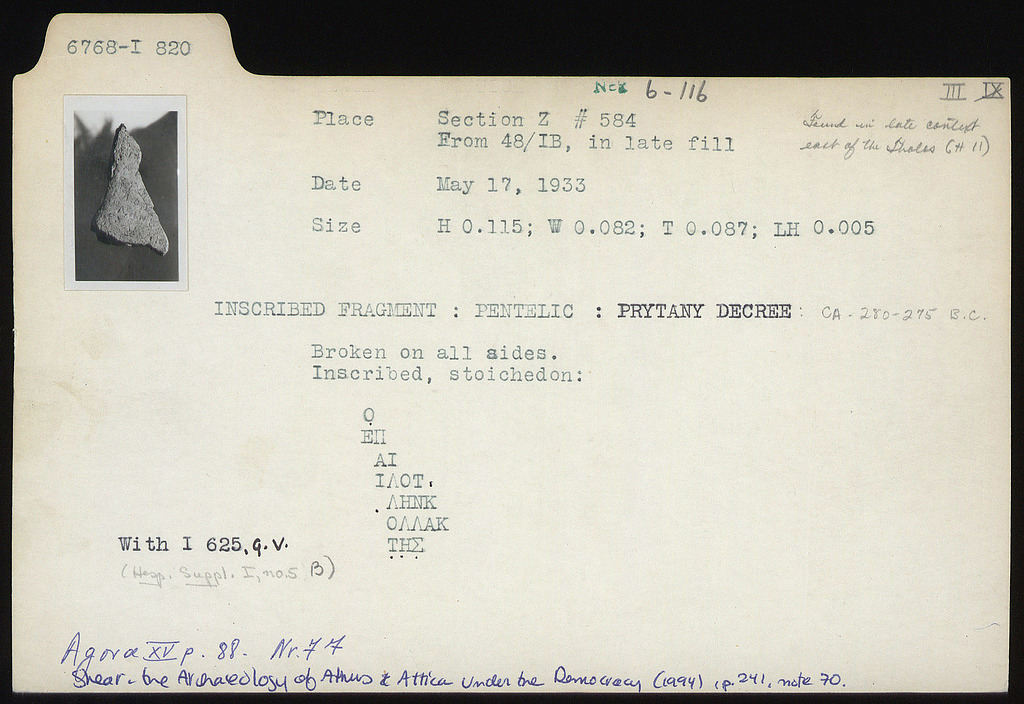 6768-I 820
Neg 6-116
III IX
Place Section Z # 584
From 48/IB, in late fill
Found in late context
east of the Tholos (H 11)
Date May 17, 1933
Size H 0.115; W 0.082; T 0.087; LH 0.005
INSCRIBED FRAGMENT : PENTELIC : PRYTANY DECREE: CA. 280-275 B.C.
Broken on all sides.
Inscribed, stoichedon:
Ο̣
ΕΠ
ΑΙ
ΙΛΟΤ.
.ΛΗΝΚ
ΟΛΛΑΚ
Τ̣Η̣Σ̣
With I 625, q.v.
(Hesp. Suppl. I, no.5 B)
Agora XV p. 88. Nr. 77
Shear. the Archaeology of Athens & Attica under the Democracy (1994), p. 241, note 70.